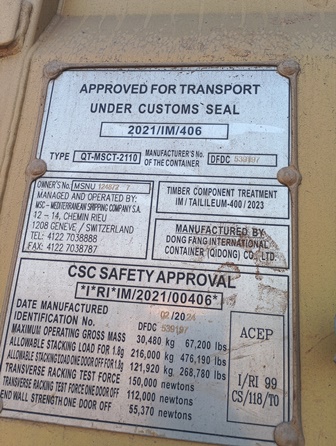 APPROVED FOR TRANSPORT
UNDER CUSTOMS SEAL
2021/IM/406
TYPE QT-MSCT-2110 MANUFACTURER'S NO. OF THE CONTAINER DFDC 539197
OWNER'S No. MSNU 7
MANAGED AND OPERATED BY:
MSC - MEDITERRANEAN SHIPPING COMPANY S.A.
12 - 14, CHEMIN RIEU
1208 GENEVE / SWITZERLAND
TEL: 4122 7038888
FAX: 4122 7038787
TIMBER COMPONENT TREATMENT
IM / TAILILEUM-400 / 2023
MANUFACTURED BY
DONG FANG INTERNATIONAL
CONTAINER (QIDONG) CO., LTD
CSC SAFETY APPROVAL
*I*RI*IM/2021/00406*
DATE MANUFACTURED 02/2024
IDENTIFICATION No. DFDC 539197
MAXIMUM OPERATING GROSS MASS 30,480 kg 67,200 lbs
ALLOWABLE STACKING LOAD FOR 1.8g 216,000 kg 476,190 lbs
ALLOWABLE STACKING LOAD ONE DOOR OFF FOR 1.8g 121,920 kg 268,780 lbs
TRANSVERSE RACKING TEST FORCE 150,000 newtons
TRANSVERSE RACKING TEST FORCE ONE DOOR OFF 112,000 newtons
END WALL STRENGTH ONE DOOR OFF 55,370 newtons
ACEP
I/RI 99
CS/118/T0